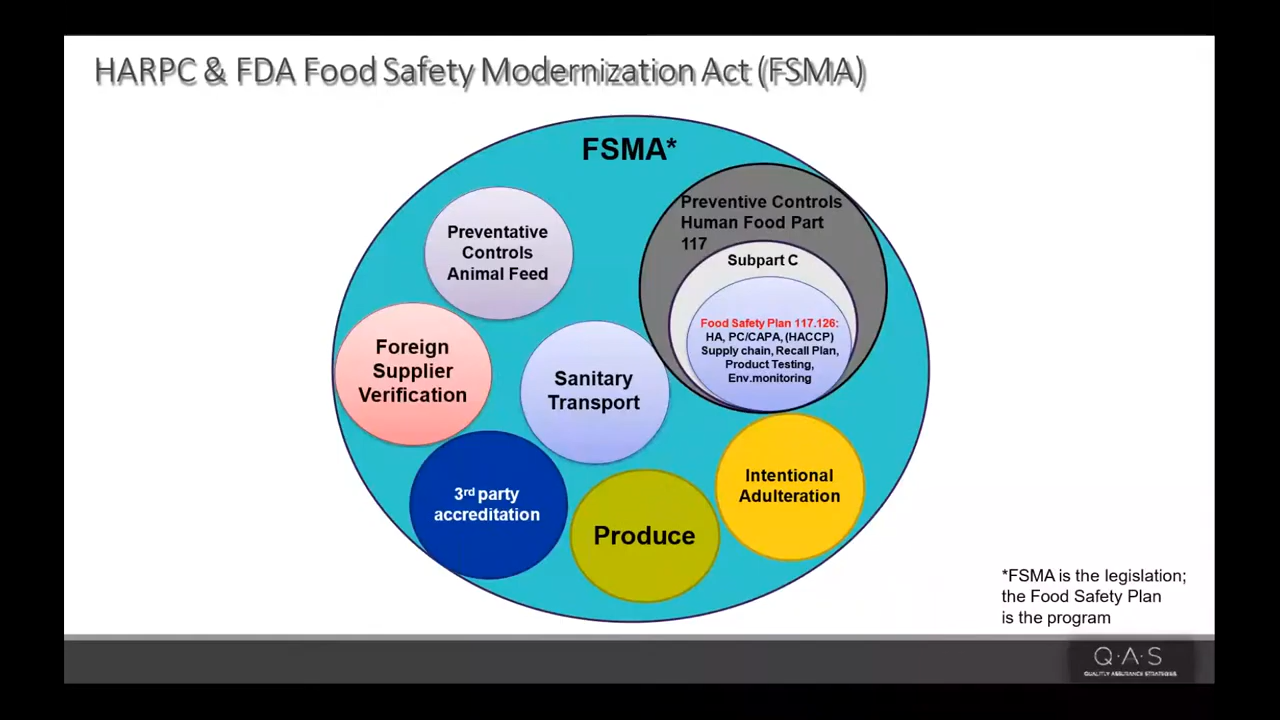 HARPC & FDA Food Safety Modernization Act (FSMA)
FSMA*
Preventative
Controls
Animal Feed
Preventive Controls
Human Food Part
117
Subpart C
Food Safety Plan 117.126:
HA, PC/CAPA, (HACCP)
Supply chain, Recall Plan,
Product Testing,
Env.monitoring
Foreign
Supplier
Verification
Sanitary
Transport
3rd party
accreditation
Produce
Intentional
Adulteration
*FSMA is the legislation;
the Food Safety Plan
is the program
Q·A·S
QUALITLY ASSURANCE STRATEGIES